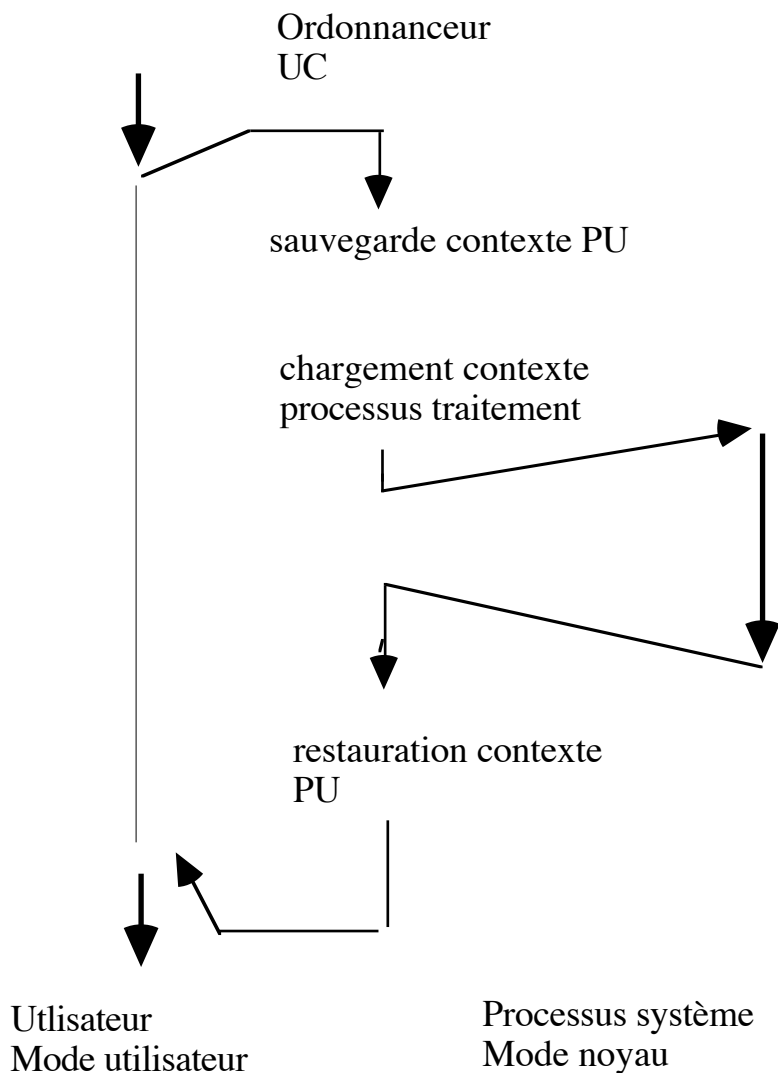 Ordonnanceur
UC
sauvegarde contexte PU
chargement contexte
processus traitement
restauration contexte
PU
Utlisateur
Mode utilisateur
Processus système
Mode noyau